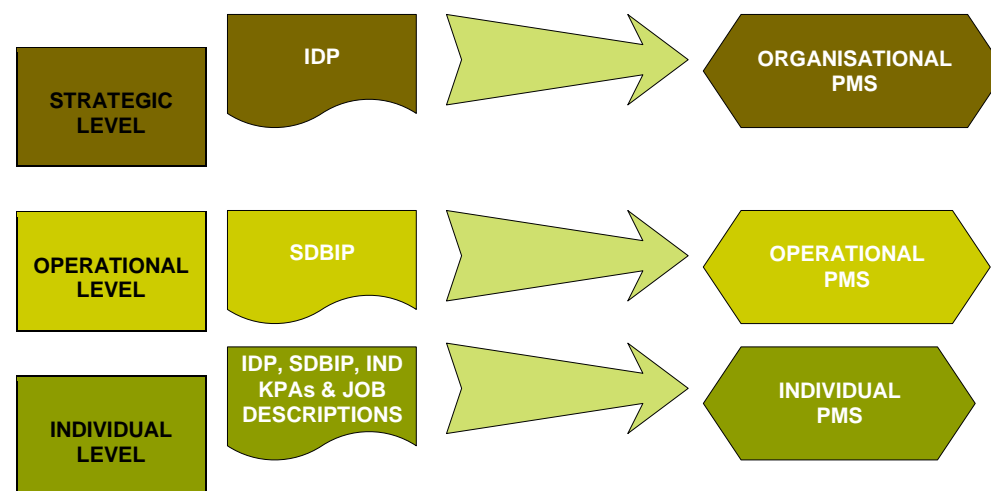 STRATEGIC
LEVEL
IDP
ORGANISATIONAL
PMS
OPERATIONAL
LEVEL
SDBIP
OPERATIONAL
PMS
INDIVIDUAL
LEVEL
IDP, SDBIP, IND
KPAs & JOB
DESCRIPTIONS
INDIVIDUAL
PMS